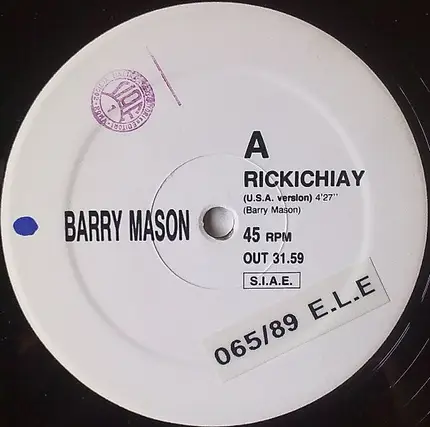 A
RICKICHIAY
(U.S.A. version) 4'27"
(Barry Mason)
BARRY MASON
45 RPM
OUT 31.59
S.I.A.E.
065/89 E.L.E